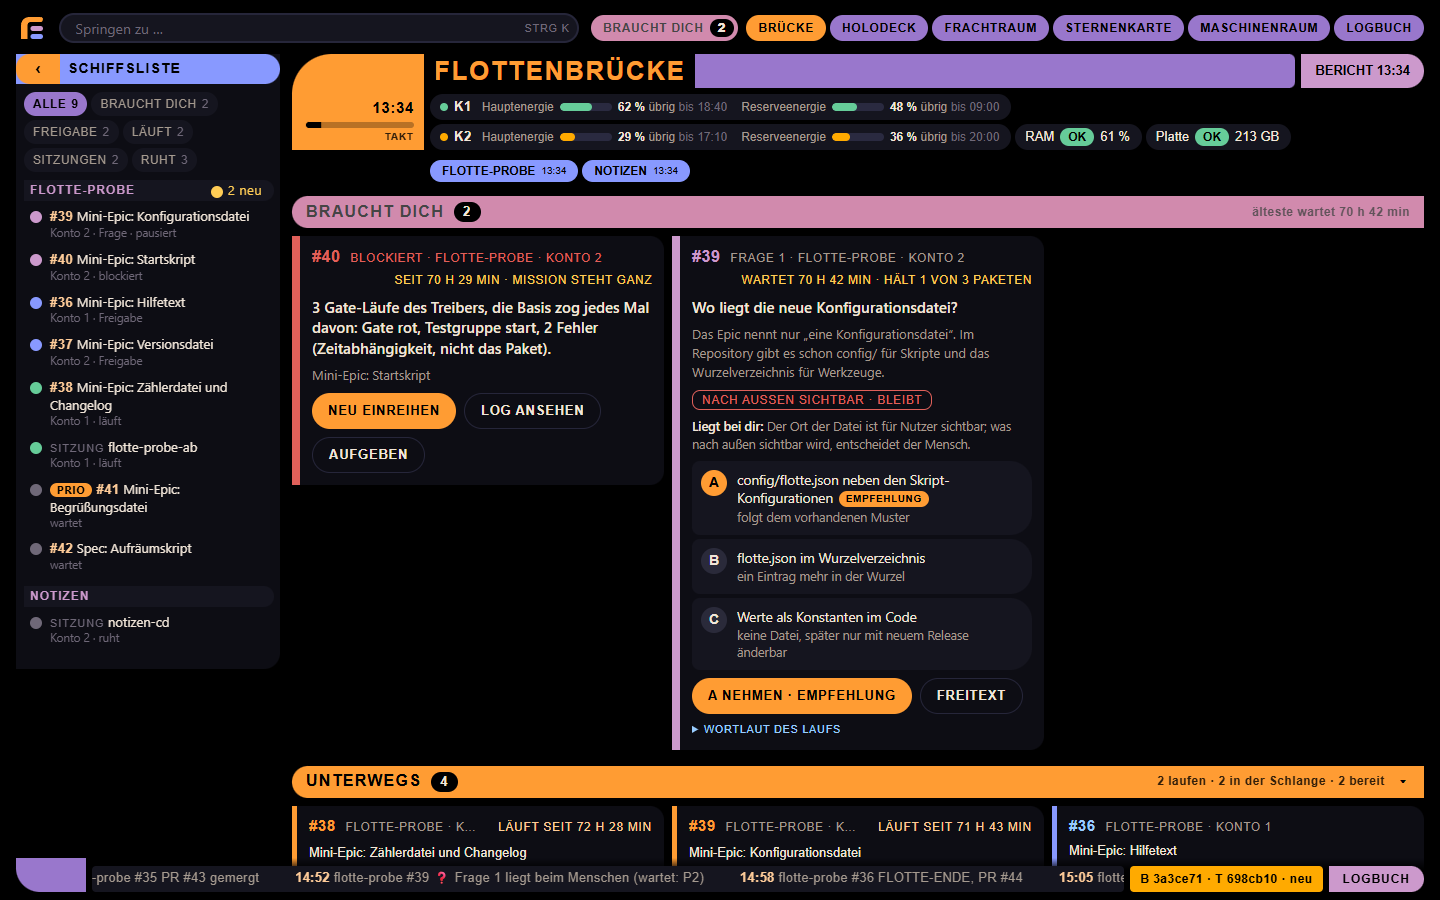 Springen zu ...
STRG K
BRAUCHT DICH 2
BRÜCKE
HOLODECK
FRACHTRAUM
STERNENKARTE
MASCHINENRAUM
LOGBUCH
‹ SCHIFFSLISTE
ALLE 9
BRAUCHT DICH 2
FREIGABE 2
LÄUFT 2
SITZUNGEN 2
RUHT 3
FLOTTE-PROBE
2 neu
#39 Mini-Epic: Konfigurationsdatei
Konto 2 · Frage · pausiert
#40 Mini-Epic: Startskript
Konto 2 · blockiert
#36 Mini-Epic: Hilfetext
Konto 1 · Freigabe
#37 Mini-Epic: Versionsdatei
Konto 2 · Freigabe
#38 Mini-Epic: Zählerdatei und
Changelog
Konto 1 · läuft
SITZUNG flotte-probe-ab
Konto 1 · läuft
PRIO #41 Mini-Epic:
Begrüßungsdatei
wartet
#42 Spec: Aufräumskript
wartet
NOTIZEN
SITZUNG notizen-cd
Konto 2 · ruht
13:34
TAKT
FLOTTENBRÜCKE
BERICHT 13:34
K1 Hauptenergie 62 % übrig bis 18:40 Reserveenergie 48 % übrig bis 09:00
K2 Hauptenergie 29 % übrig bis 17:10 Reserveenergie 36 % übrig bis 20:00
RAM OK 61 %
Platte OK 213 GB
FLOTTE-PROBE 13:34
NOTIZEN 13:34
BRAUCHT DICH 2
älteste wartet 70 h 42 min
#40 BLOCKIERT · FLOTTE-PROBE · KONTO 2
SEIT 70 H 29 MIN · MISSION STEHT GANZ
3 Gate-Läufe des Treibers, die Basis zog jedes Mal
davon: Gate rot, Testgruppe start, 2 Fehler
(Zeitabhängigkeit, nicht das Paket).
Mini-Epic: Startskript
NEU EINREIHEN
LOG ANSEHEN
AUFGEBEN
#39 FRAGE 1 · FLOTTE-PROBE · KONTO 2
WARTET 70 H 42 MIN · HÄLT 1 VON 3 PAKETEN
Wo liegt die neue Konfigurationsdatei?
Das Epic nennt nur „eine Konfigurationsdatei“. Im
Repository gibt es schon config/ für Skripte und das
Wurzelverzeichnis für Werkzeuge.
NACH AUSSEN SICHTBAR · BLEIBT
Liegt bei dir: Der Ort der Datei ist für Nutzer sichtbar; was
nach außen sichtbar wird, entscheidet der Mensch.
A config/flotte.json neben den Skript-
Konfigurationen EMPFEHLUNG
folgt dem vorhandenen Muster
B flotte.json im Wurzelverzeichnis
ein Eintrag mehr in der Wurzel
C Werte als Konstanten im Code
keine Datei, später nur mit neuem Release
änderbar
A NEHMEN · EMPFEHLUNG
FREITEXT
▸ WORTLAUT DES LAUFS
UNTERWEGS 4
2 laufen · 2 in der Schlange · 2 bereit
#38 FLOTTE-PROBE · K... LÄUFT SEIT 72 H 28 MIN
Mini-Epic: Zählerdatei und Changelog
#39 FLOTTE-PROBE · K... LÄUFT SEIT 71 H 43 MIN
Mini-Epic: Konfigurationsdatei
#36 FLOTTE-PROBE · KONTO 1
Mini-Epic: Hilfetext
-probe #35 PR #43 gemergt
14:52 flotte-probe #39 ❓ Frage 1 liegt beim Menschen (wartet: P2)
14:58 flotte-probe #36 FLOTTE-ENDE, PR #44
15:05 flotte
B 3a3ce71 · T 698cb10 · neu
LOGBUCH